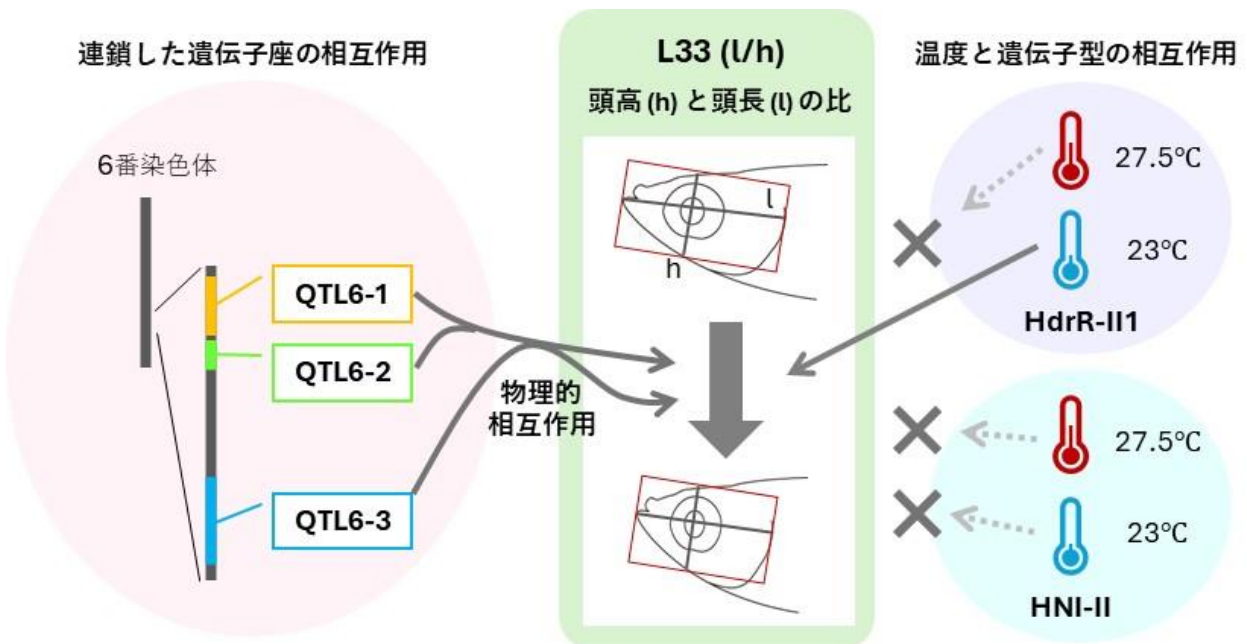 連鎖した遺伝子座の相互作用
6番染色体
QTL6-1
QTL6-2
QTL6-3
物理的
相互作用
L33 (l/h)
頭高(h)と頭長(l)の比
l
h
温度と遺伝子型の相互作用
27.5℃
23℃
HdrR-II1
27.5℃
23℃
HNI-II